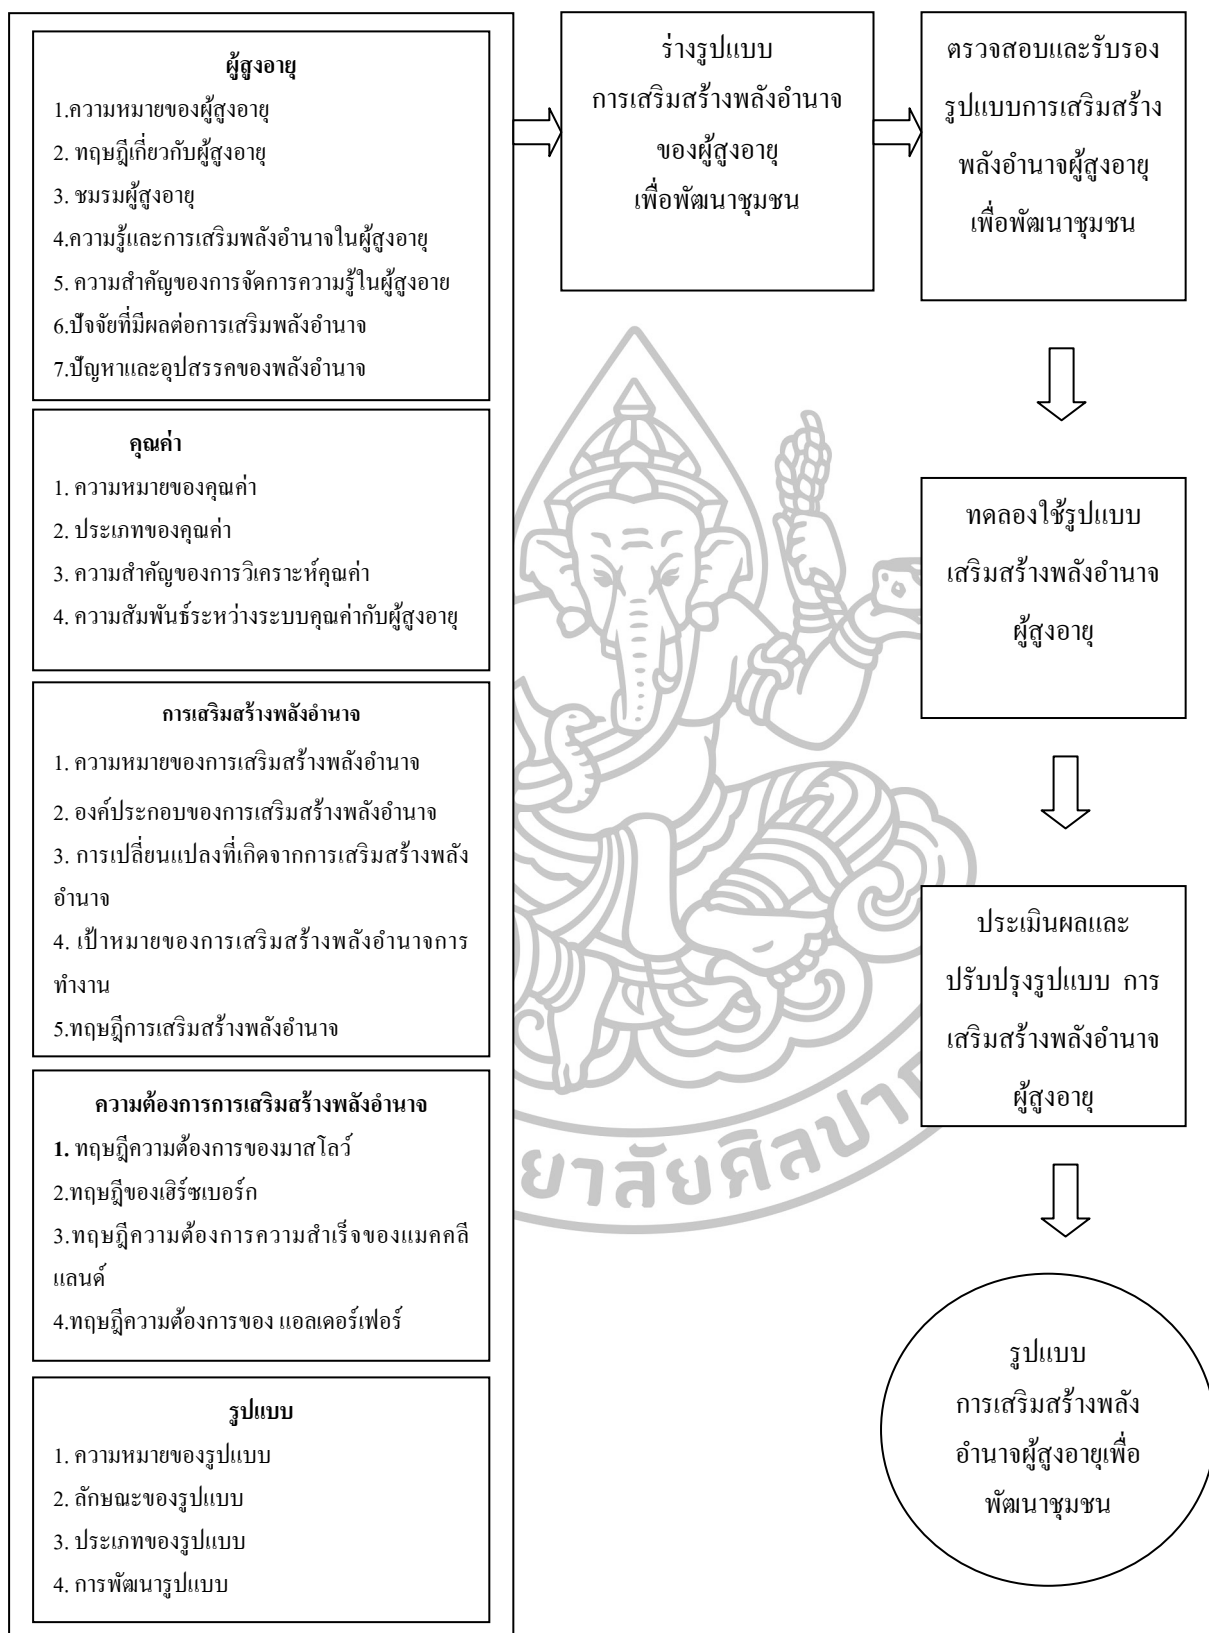 ผู้สูงอายุ
1.ความหมายของผู้สูงอายุ
2. ทฤษฎีเกี่ยวกับผู้สูงอายุ
3. ชมรมผู้สูงอายุ
4.ความรู้และการเสริมพลังอำนาจในผู้สูงอายุ
5. ความสำคัญของการจัดการความรู้ในผู้สูงอาย
6.ปัจจัยที่มีผลต่อการเสริมพลังอำนาจ
7.ปัญหาและอุปสรรคของพลังอำนาจ
คุณค่า
1. ความหมายของคุณค่า
2. ประเภทของคุณค่า
3. ความสำคัญของการวิเคราะห์คุณค่า
4. ความสัมพันธ์ระหว่างระบบคุณค่ากับผู้สูงอายุ
การเสริมสร้างพลังอำนาจ
1. ความหมายของการเสริมสร้างพลังอำนาจ
2. องค์ประกอบของการเสริมสร้างพลังอำนาจ
3. การเปลี่ยนแปลงที่เกิดจากการเสริมสร้างพลัง
อำนาจ
4. เป้าหมายของการเสริมสร้างพลังอำนาจการ
ทำงาน
5.ทฤษฎีการเสริมสร้างพลังอำนาจ
ความต้องการการเสริมสร้างพลังอำนาจ
1. ทฤษฎีความต้องการของมาสโลว์
2.ทฤษฎีของเฮิร์ซเบอร์ก
3.ทฤษฎีความต้องการความสำเร็จของแมคคลี
แลนด์
4.ทฤษฎีความต้องการของ แอลเดอร์เฟอร์
รูปแบบ
1. ความหมายของรูปแบบ
2. ลักษณะของรูปแบบ
3. ประเภทของรูปแบบ
4. การพัฒนารูปแบบ
ร่างรูปแบบ
การเสริมสร้างพลังอำนาจ
ของผู้สูงอายุ
เพื่อพัฒนาชุมชน
ตรวจสอบและรับรอง
รูปแบบการเสริมสร้าง
พลังอำนาจผู้สูงอายุ
เพื่อพัฒนาชุมชน
ทดลองใช้รูปแบบ
เสริมสร้างพลังอำนาจ
ผู้สูงอายุ
ประเมินผลและ
ปรับปรุงรูปแบบ การ
เสริมสร้างพลังอำนาจ
ผู้สูงอายุ
รูปแบบ
การเสริมสร้างพลัง
อำนาจผู้สูงอายุเพื่อ
พัฒนาชุมชน
ยาลัยศิลปาก